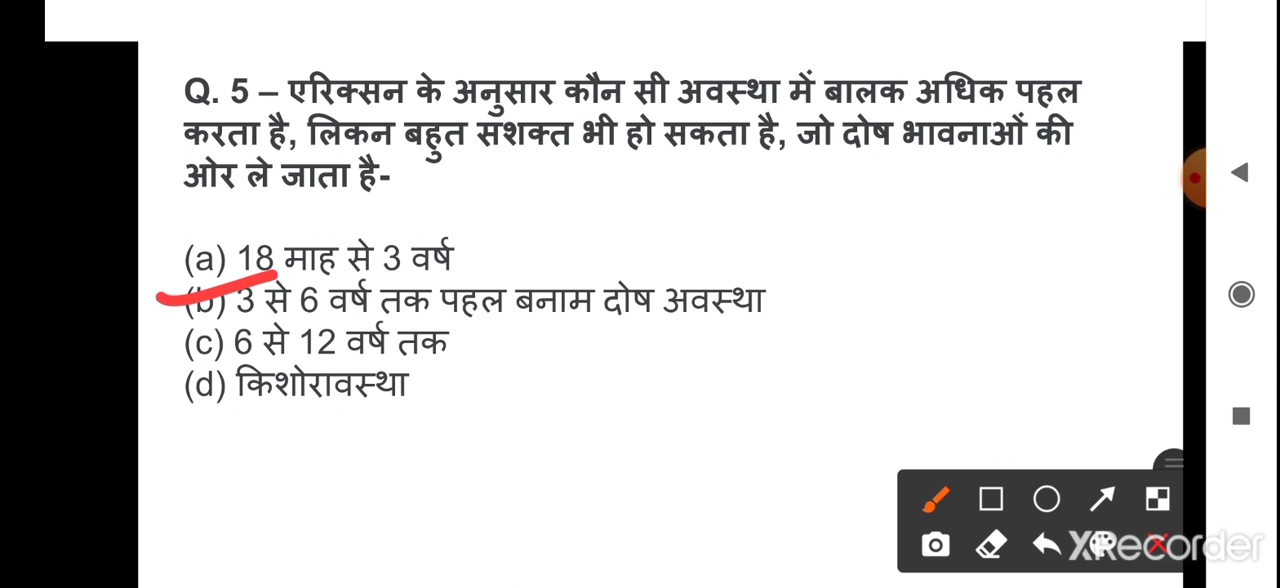 Q. 5 – एरिक्सन के अनुसार कौन सी अवस्था में बालक अधिक पहल
करता है, लिकन बहुत सशक्त भी हो सकता है, जो दोष भावनाओं की
ओर ले जाता है-
(a) 18 माह से 3 वर्ष
(b) 3 से 6 वर्ष तक पहल बनाम दोष अवस्था
(c) 6 से 12 वर्ष तक
(d) किशोरावस्था
XRecorder